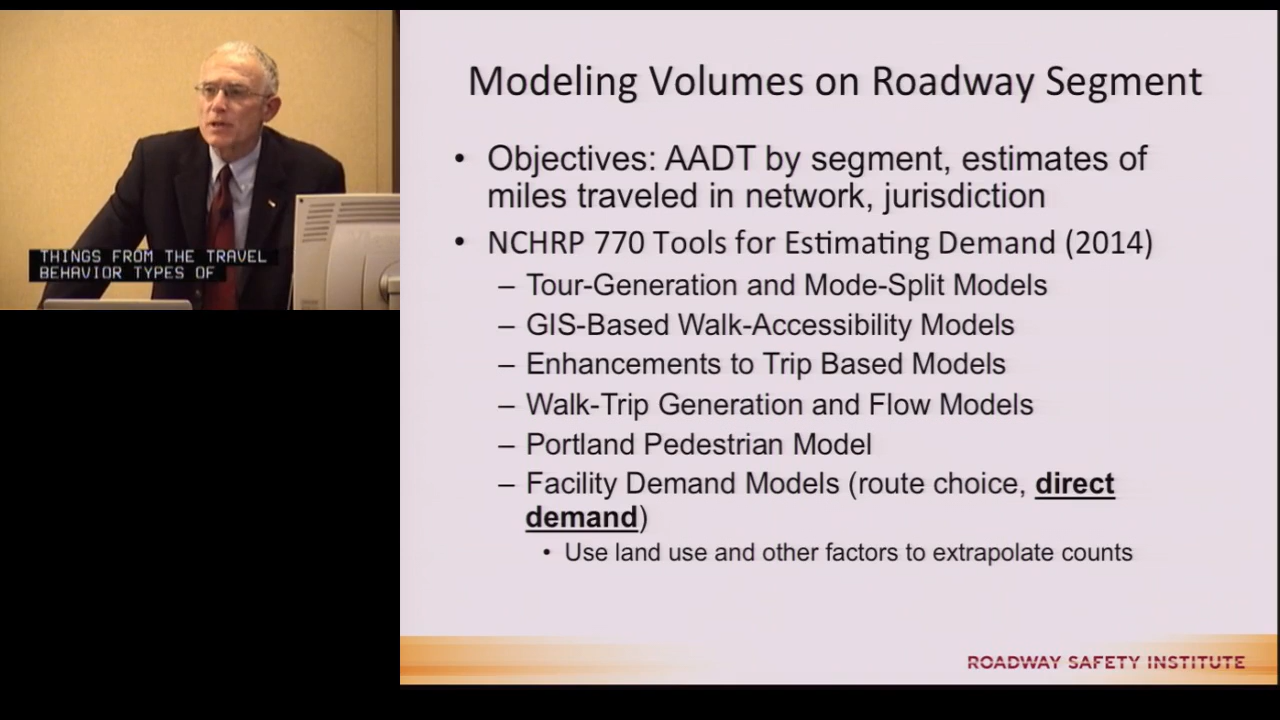 THINGS FROM THE TRAVEL
BEHAVIOR TYPES OF
Modeling Volumes on Roadway Segment
• Objectives: AADT by segment, estimates of
miles traveled in network, jurisdiction
• NCHRP 770 Tools for Estimating Demand (2014)
– Tour-Generation and Mode-Split Models
– GIS-Based Walk-Accessibility Models
– Enhancements to Trip Based Models
– Walk-Trip Generation and Flow Models
– Portland Pedestrian Model
– Facility Demand Models (route choice, direct
demand)
• Use land use and other factors to extrapolate counts
ROADWAY SAFETY INSTITUTE